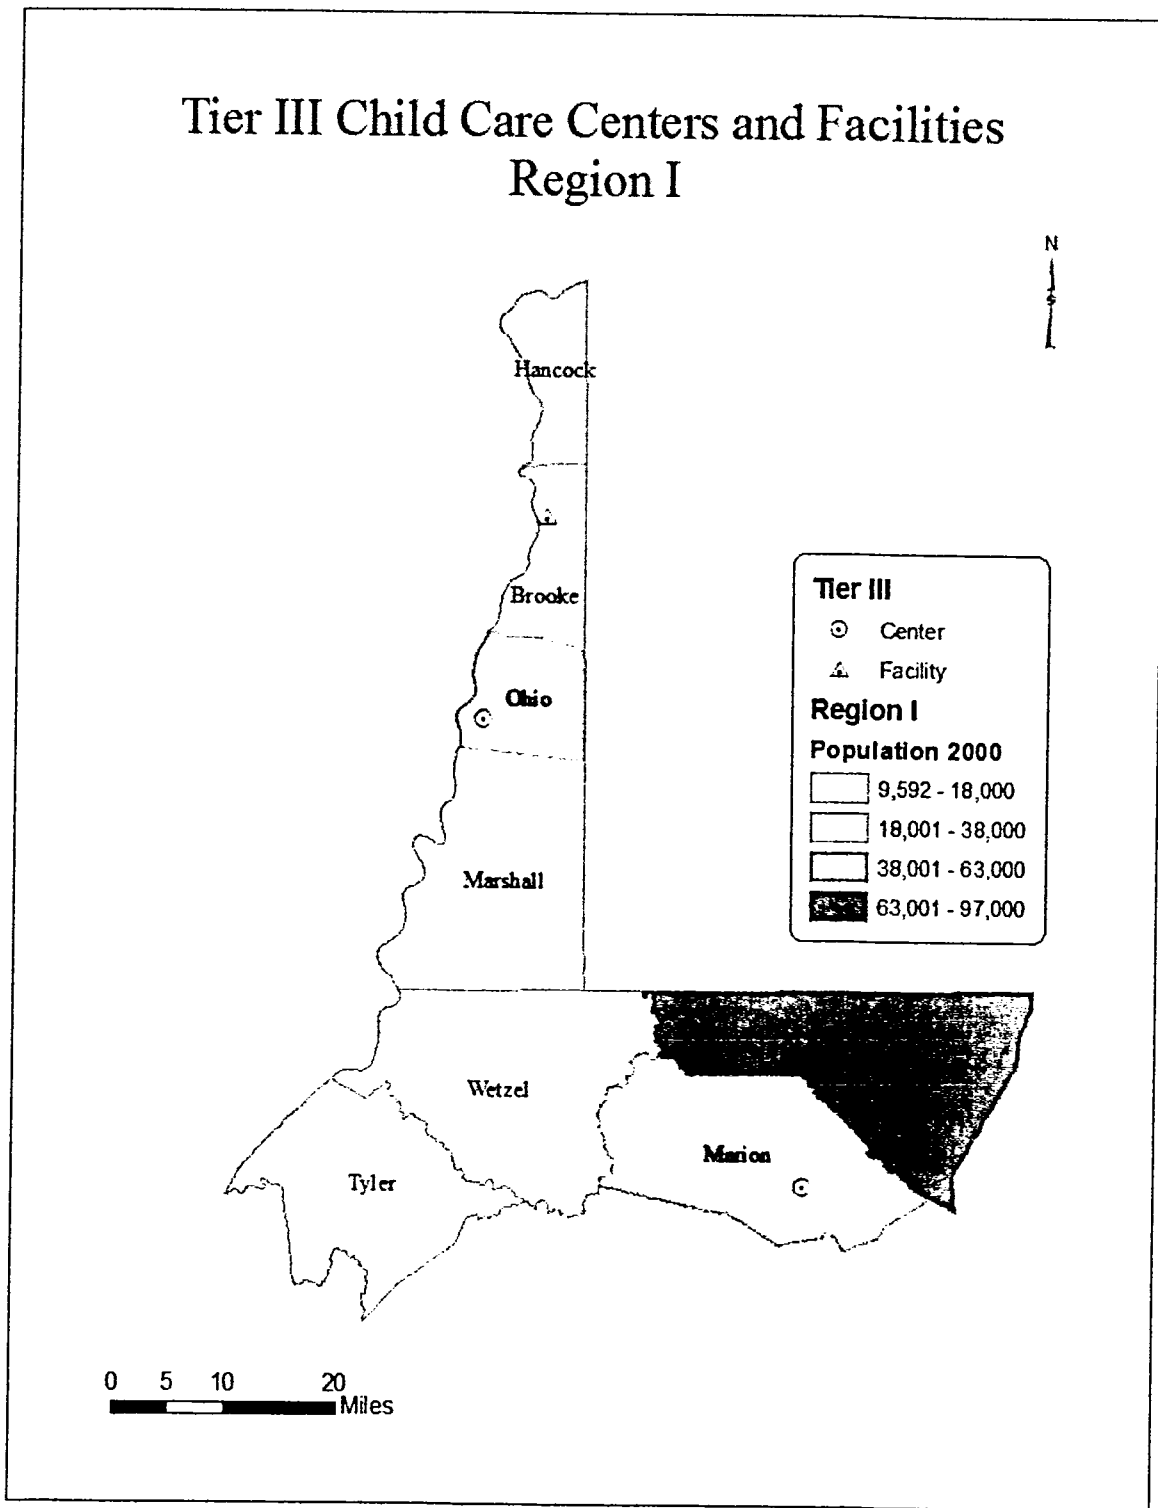 Tier III Child Care Centers and Facilities
Region I
N
S
Hancock
Brooke
Ohio
Marshall
Wetzel
Tyler
Marion
Tier III
Center
Facility
Region I
Population 2000
9,592 - 18,000
18,001 - 38,000
38,001 - 63,000
63,001 - 97,000
0 5 10 20
Miles